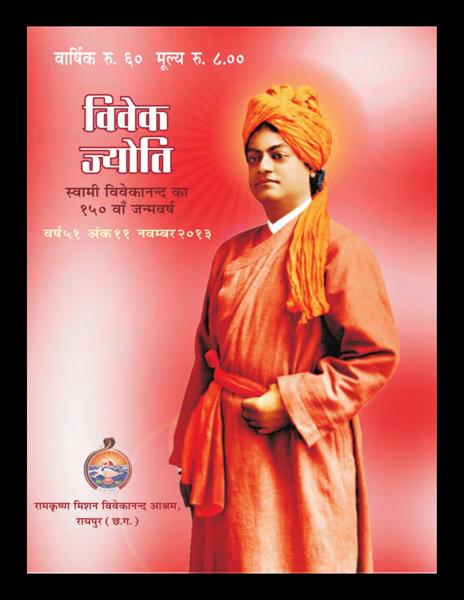 वार्षिक रु. ६० मूल्य रु. ८.००
विवेक
ज्योति
स्वामी विवेकानन्द का
१५० वाँ जन्मवर्ष
वर्ष५१ अंक११ नवम्बर२०१३
रामकृष्ण मिशन विवेकानन्द आश्रम,
रायपुर (छ.ग.)